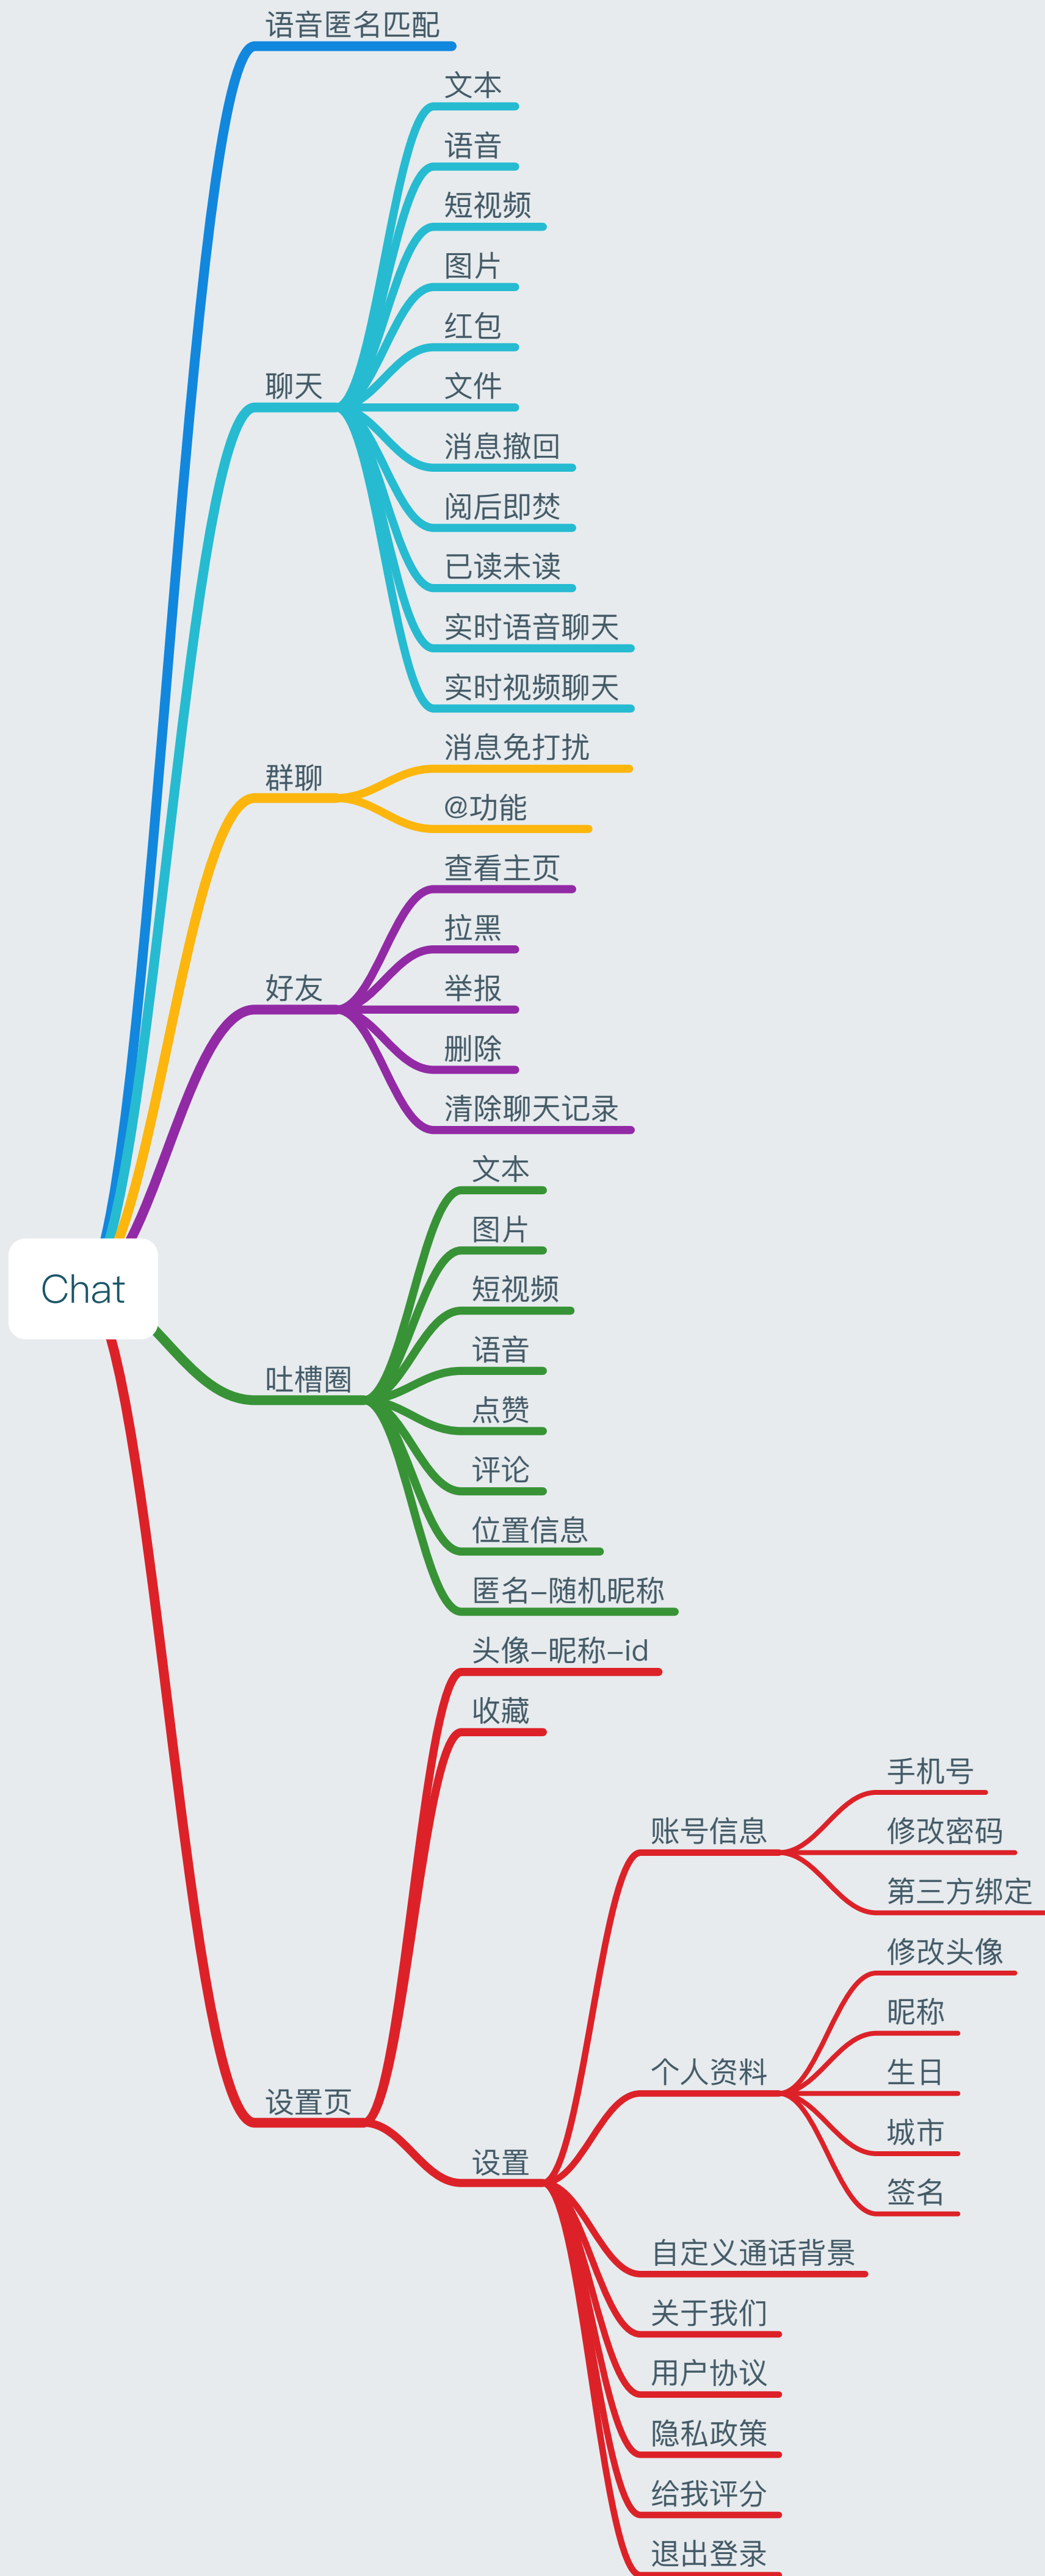 语音匿名匹配
文本
语音
短视频
图片
红包
聊天
文件
消息撤回
阅后即焚
已读未读
实时语音聊天
实时视频聊天
消息免打扰
群聊
@功能
查看主页
拉黑
好友
举报
删除
清除聊天记录
文本
图片
Chat
短视频
语音
吐槽圈
点赞
评论
位置信息
匿名-随机昵称
头像-昵称-id
收藏
手机号
账号信息
修改密码
第三方绑定
修改头像
昵称
个人资料
生日
设置页
城市
设置
签名
自定义通话背景
关于我们
用户协议
隐私政策
给我评分
退出登录